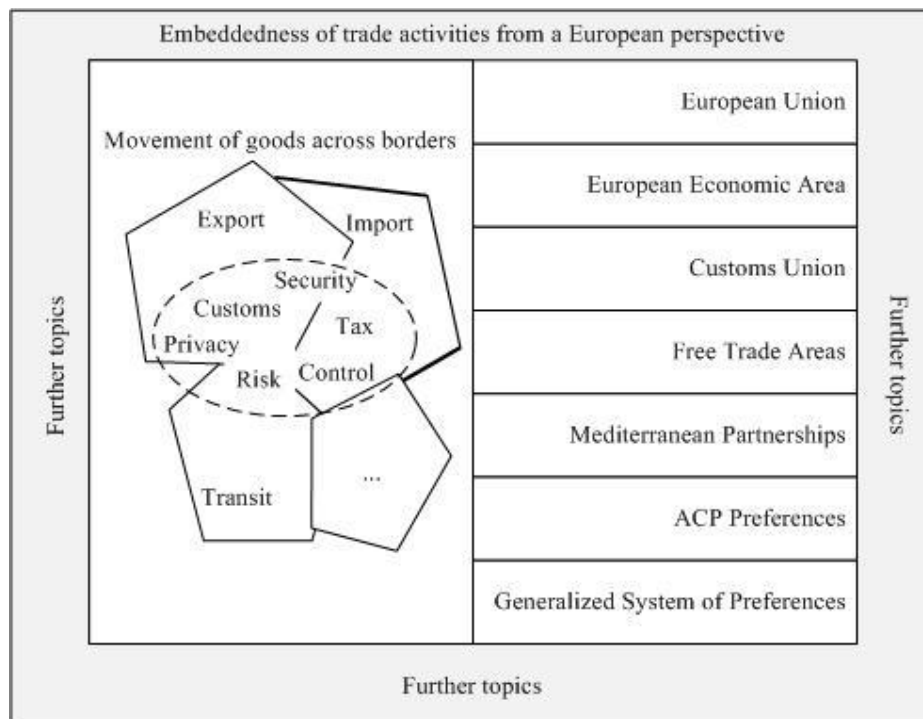 Embeddedness of trade activities from a European perspective
Movement of goods across borders
Export
Import
Security
Customs
Tax
Privacy
Risk
Control
Transit
...
European Union
European Economic Area
Customs Union
Free Trade Areas
Mediterranean Partnerships
ACP Preferences
Generalized System of Preferences
Further topics
Further topics
Further topics